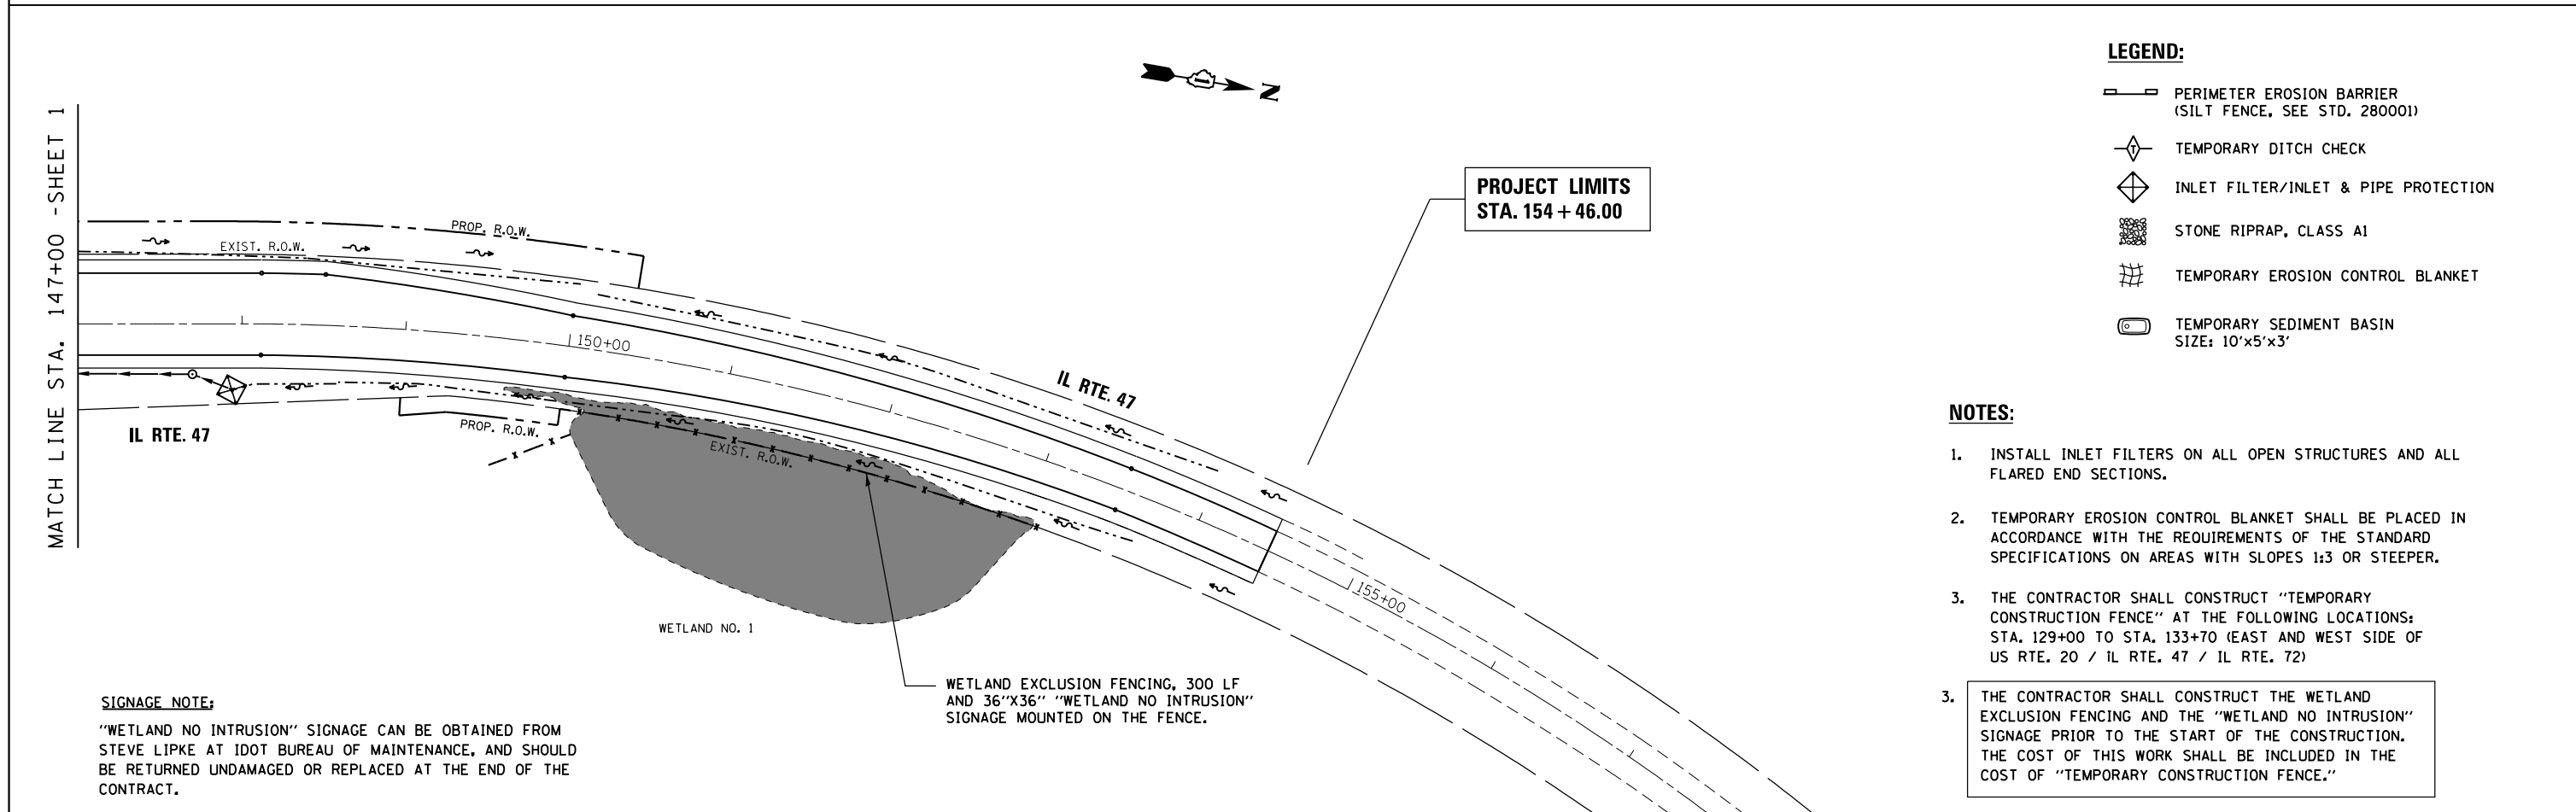 MATCH LINE STA. 147+00 -SHEET 1
N
PROP. R.O.W.
EXIST. R.O.W.
150+00
IL RTE. 47
IL RTE. 47
PROP. R.O.W.
EXIST. R.O.W.
155+00
WETLAND NO. 1
PROJECT LIMITS
STA. 154+46.00
WETLAND EXCLUSION FENCING, 300 LF
AND 36"X36" "WETLAND NO INTRUSION"
SIGNAGE MOUNTED ON THE FENCE.
SIGNAGE NOTE:
"WETLAND NO INTRUSION" SIGNAGE CAN BE OBTAINED FROM
STEVE LIPKE AT IDOT BUREAU OF MAINTENANCE, AND SHOULD
BE RETURNED UNDAMAGED OR REPLACED AT THE END OF THE
CONTRACT.
LEGEND:
PERIMETER EROSION BARRIER
(SILT FENCE, SEE STD. 280001)
T
TEMPORARY DITCH CHECK
INLET FILTER/INLET & PIPE PROTECTION
STONE RIPRAP, CLASS A1
TEMPORARY EROSION CONTROL BLANKET
TEMPORARY SEDIMENT BASIN
SIZE: 10'x5'x3'
NOTES:
1. INSTALL INLET FILTERS ON ALL OPEN STRUCTURES AND ALL
FLARED END SECTIONS.
2. TEMPORARY EROSION CONTROL BLANKET SHALL BE PLACED IN
ACCORDANCE WITH THE REQUIREMENTS OF THE STANDARD
SPECIFICATIONS ON AREAS WITH SLOPES 1:3 OR STEEPER.
3. THE CONTRACTOR SHALL CONSTRUCT "TEMPORARY
CONSTRUCTION FENCE" AT THE FOLLOWING LOCATIONS:
STA. 129+00 TO STA. 133+70 (EAST AND WEST SIDE OF
US RTE. 20 / IL RTE. 47 / IL RTE. 72)
3. THE CONTRACTOR SHALL CONSTRUCT THE WETLAND
EXCLUSION FENCING AND THE "WETLAND NO INTRUSION"
SIGNAGE PRIOR TO THE START OF THE CONSTRUCTION.
THE COST OF THIS WORK SHALL BE INCLUDED IN THE
COST OF "TEMPORARY CONSTRUCTION FENCE."